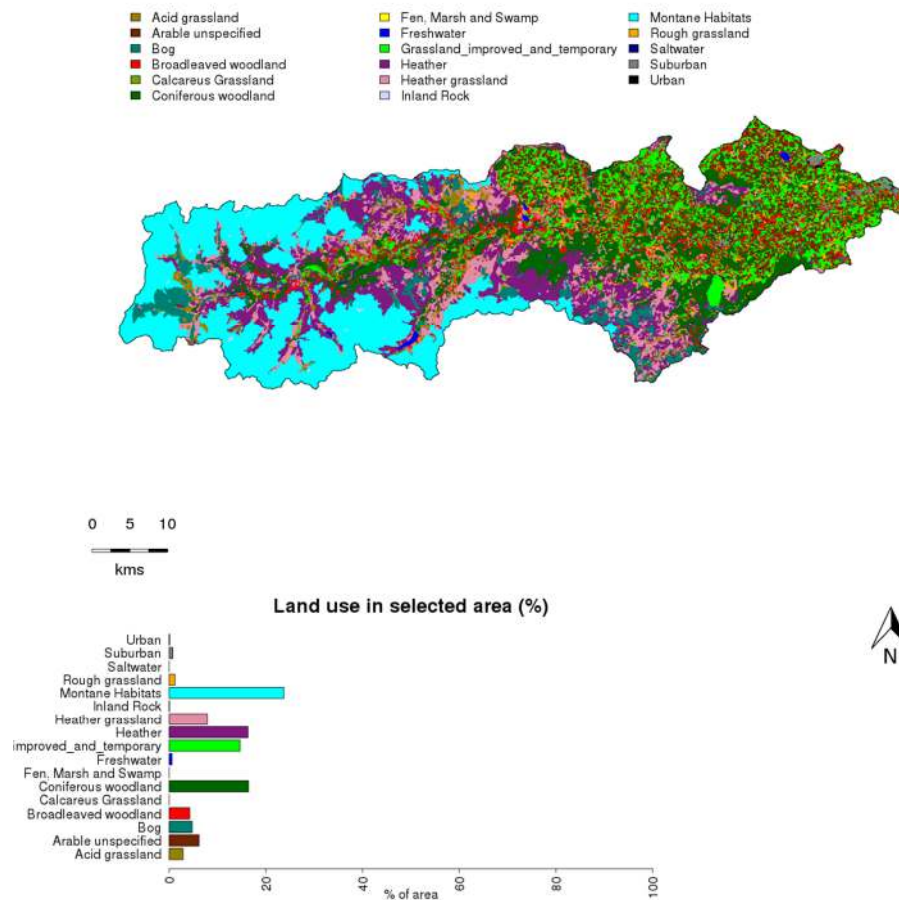 Acid grassland
Arable unspecified
Bog
Broadleaved woodland
Calcareus Grassland
Coniferous woodland
Fen, Marsh and Swamp
Freshwater
Grassland_improved_and_temporary
Heather
Heather grassland
Inland Rock
Montane Habitats
Rough grassland
Saltwater
Suburban
Urban
0 5 10
kms
Land use in selected area (%)
N
Urban
Suburban
Saltwater
Rough grassland
Montane Habitats
Inland Rock
Heather grassland
Heather
improved_and_temporary
Freshwater
Fen, Marsh and Swamp
Coniferous woodland
Calcareus Grassland
Broadleaved woodland
Bog
Arable unspecified
Acid grassland
0 20 40 60 80 100
% of area